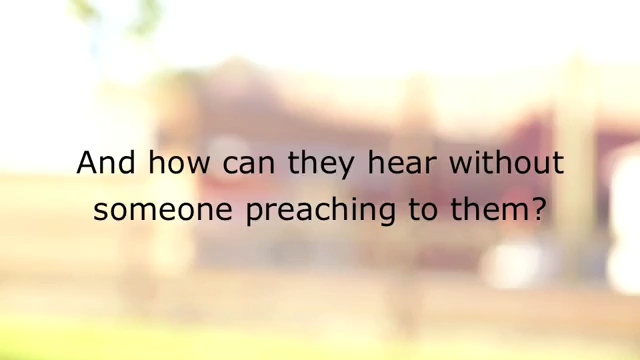 And how can they hear without
someone preaching to them?